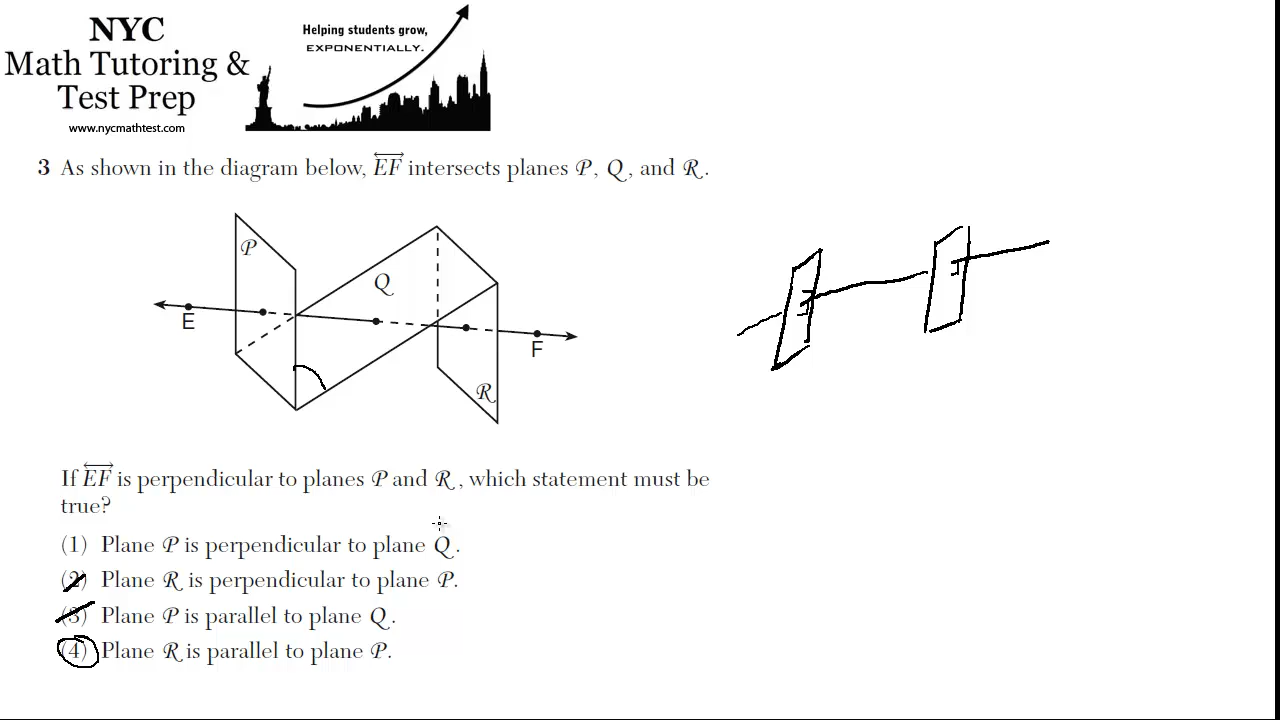 NYC
Math Tutoring &
Test Prep
www.nycmathtest.com
Helping students grow,
EXPONENTIALLY.
3 As shown in the diagram below, EF intersects planes P, Q, and R.
P
Q
E
F
R
If EF is perpendicular to planes P and R, which statement must be
true?
(1) Plane P is perpendicular to plane Q.
(2) Plane R is perpendicular to plane P.
(3) Plane P is parallel to plane Q.
(4) Plane R is parallel to plane P.